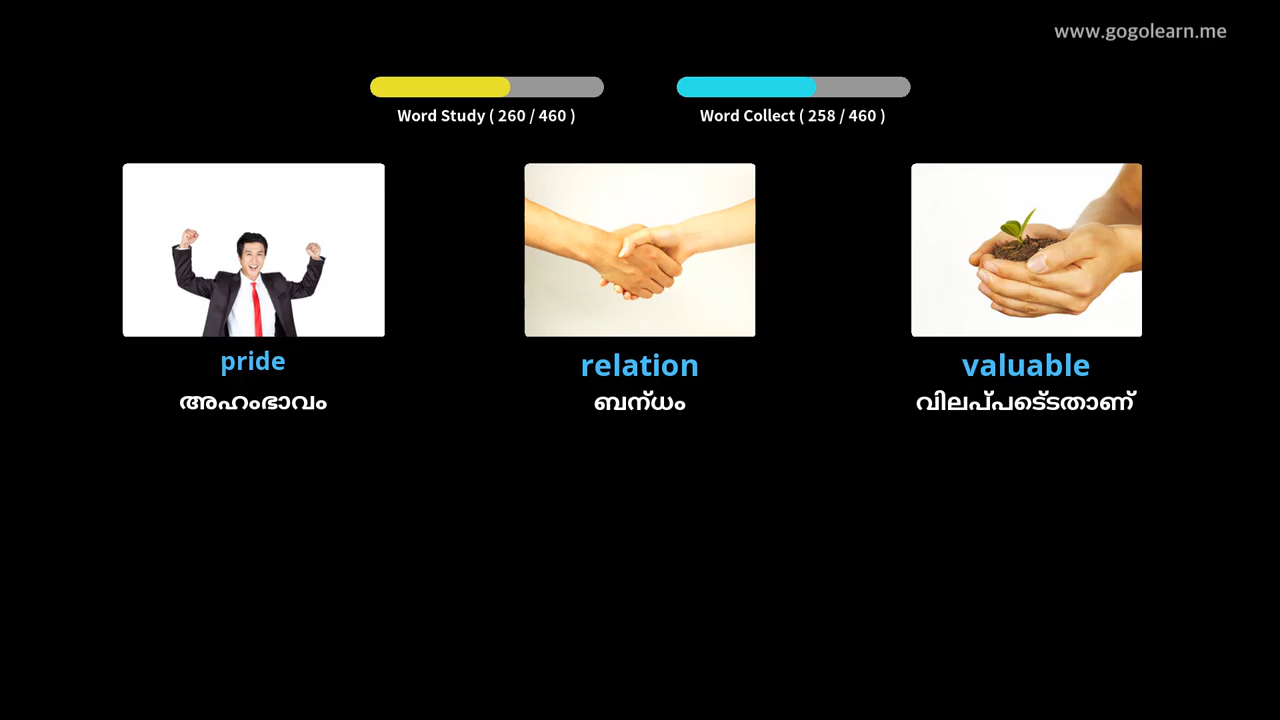 www.gogolearn.me
Word Study ( 260 / 460 )
Word Collect ( 258 / 460 )
pride
relation
valuable
അഹംഭാവം
ബന്ധം
വിലപ്പെട്ടതാണ്